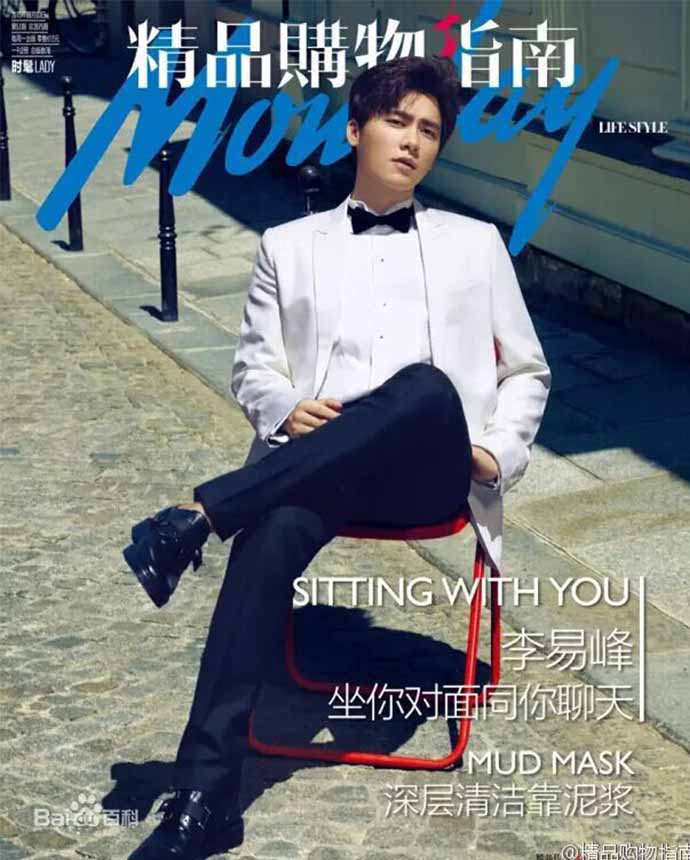 精品購物指南
Monday
LIFE STYLE
时髦LADY
SITTING WITH YOU
李易峰
坐你对面同你聊天
MUD MASK
深层清洁靠泥浆
Baidu百科
@精品购物指南